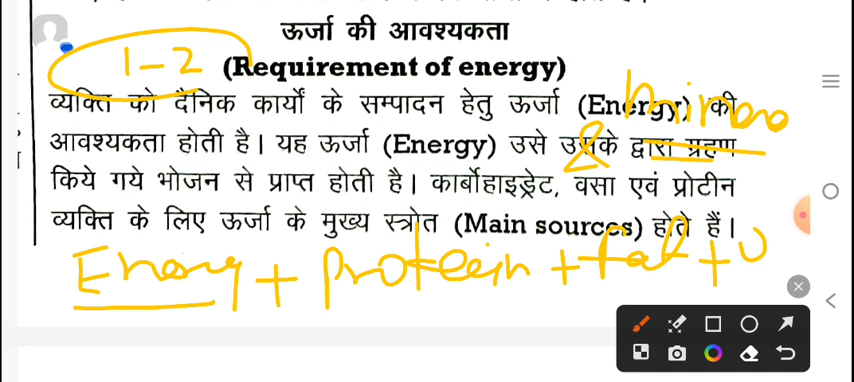 ऊर्जा की आवश्यकता
1-2
(Requirement of energy)
व्यक्ति को दैनिक कार्यों के सम्पादन हेतु ऊर्जा (Energy) की
आवश्यकता होती है। यह ऊर्जा (Energy) उसे उसके द्वारा ग्रहण
किये गये भोजन से प्राप्त होती है। कार्बोहाइड्रेट, वसा एवं प्रोटीन
व्यक्ति के लिए ऊर्जा के मुख्य स्त्रोत (Main sources) होते हैं।
&
Energy + Protein + fat +